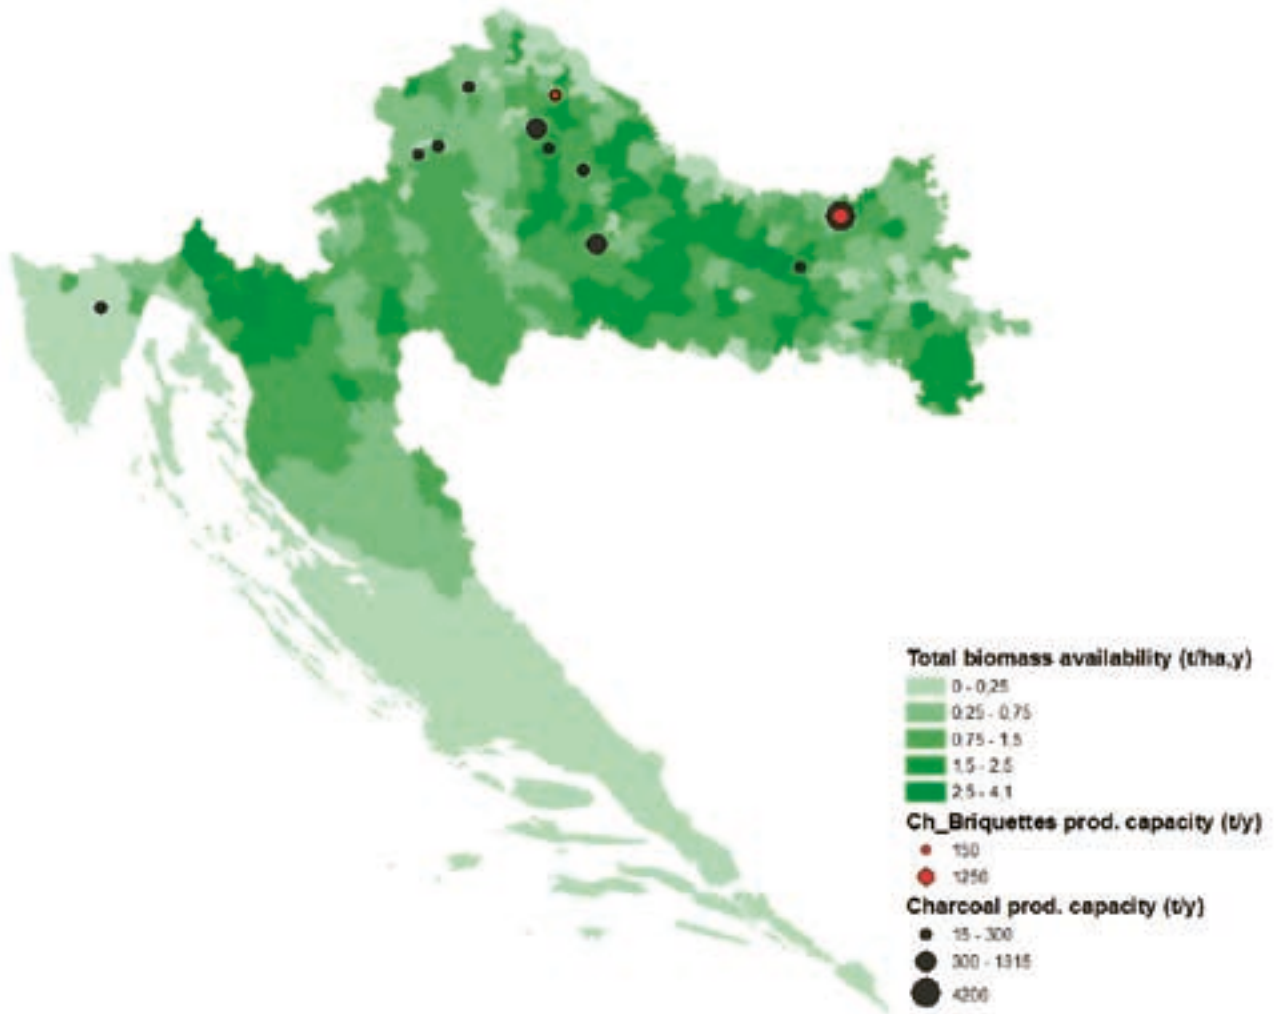 Total biomass availability (t/ha,y)
0 - 0,25
0.25 - 0,75
0.75 - 1.5
1.5 - 2.5
2.5 - 4.1
Ch_Briquettes prod. capacity (t/y)
150
1250
Charcoal prod. capacity (t/y)
15 - 300
300 - 1315
4200